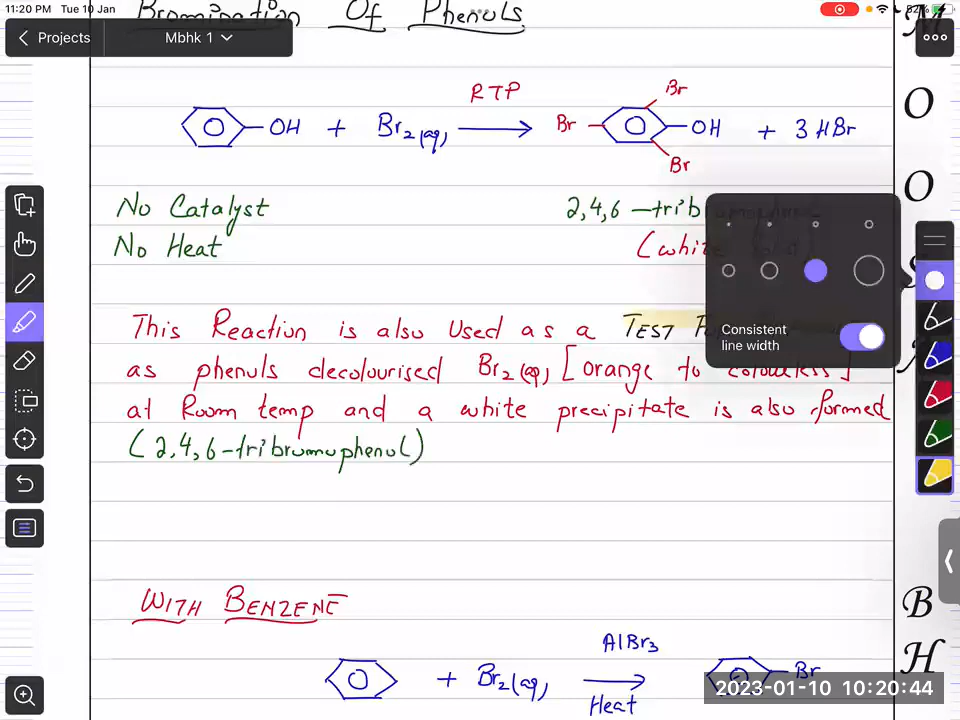 11:20 PM Tue 10 Jan
52%
Bromination Of Phenols
Projects
Mbhk 1
M
O
O
OH + Br2(aq) RTP Br Br Br OH + 3HBr
No Catalyst
2,4,6-trib
No Heat
(white
This Reaction is also used as a TEST F
Consistent
line width
as phenols decolourised Br2(aq) [orange to colourless]
at Room temp and a white precipitate is also formed
(2,4,6-tribromophenol)
WITH BENZENE
B
H
+ Br2(aq) AlBr3 Heat Br
2023-01-10 10:20:44